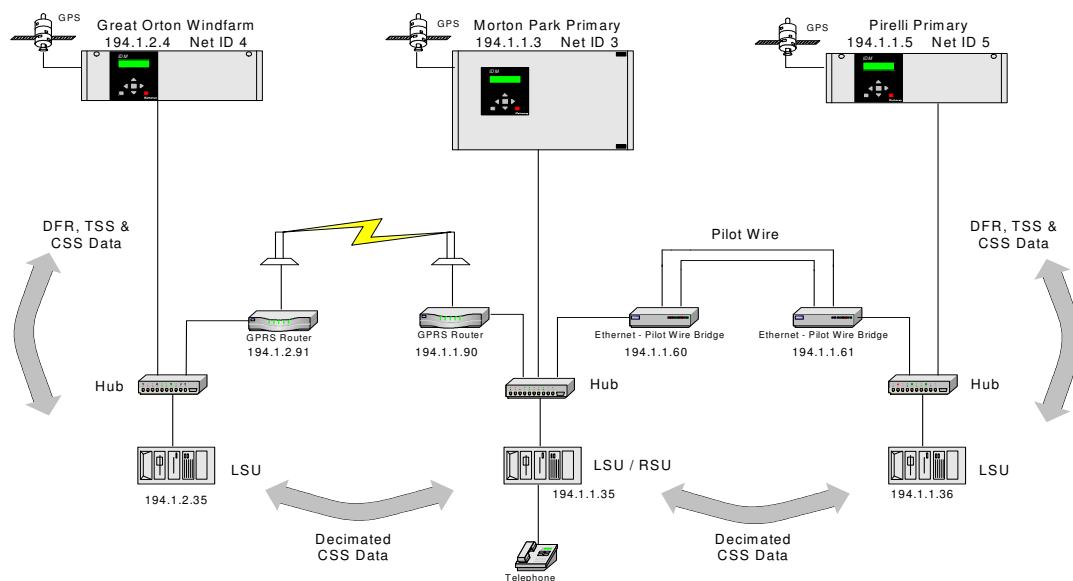 GPS
Great Orton Windfarm
194.1.2.4 Net ID 4
iDM
GPS
Morton Park Primary
194.1.1.3 Net ID 3
iDM
GPS
Pirelli Primary
194.1.1.5 Net ID 5
iDM
DFR, TSS &
CSS Data
Pilot Wire
DFR, TSS &
CSS Data
GPRS Router
194.1.2.91
GPRS Router
194.1.1.90
Ethernet - Pilot Wire Bridge
194.1.1.60
Ethernet - Pilot Wire Bridge
194.1.1.61
Hub
Hub
Hub
LSU
194.1.2.35
LSU / RSU
194.1.1.35
LSU
194.1.1.36
Decimated
CSS Data
Decimated
CSS Data
Telephone